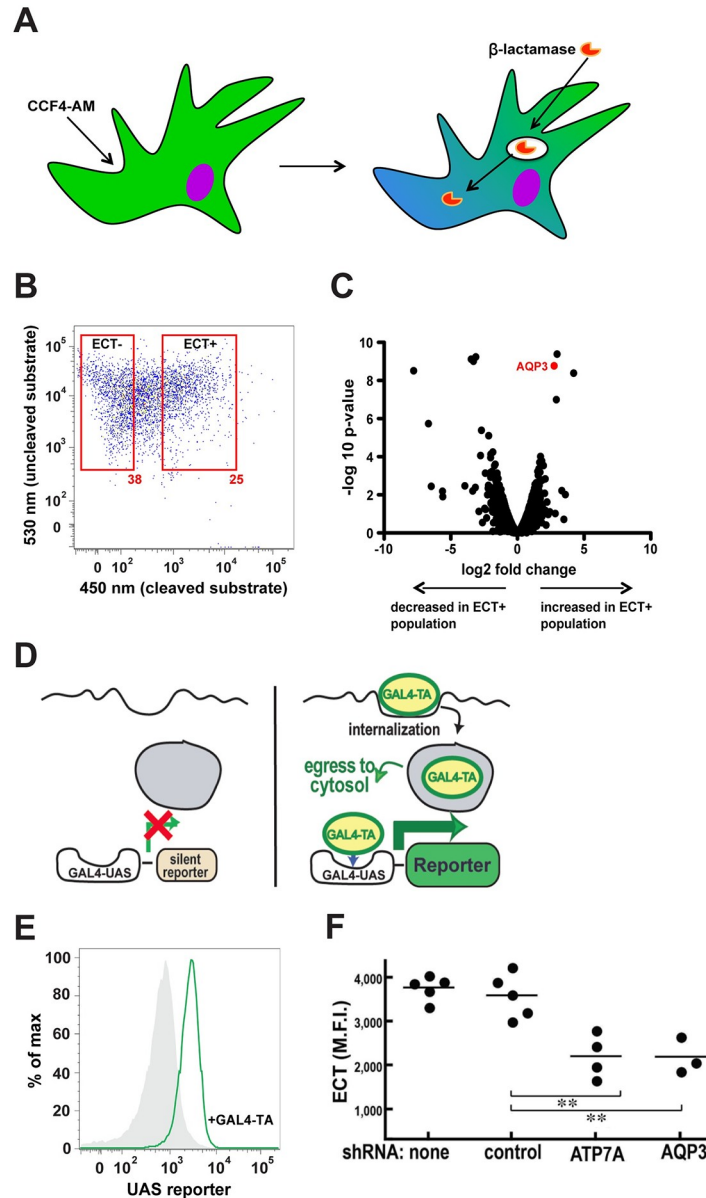 A
CCF4-AM
β-lactamase
B
530 nm (uncleaved substrate)
10^5
10^4
10^3
10^2
0
ECT-
ECT+
38
25
0
10^2
10^3
10^4
10^5
450 nm (cleaved substrate)
C
-log 10 p-value
10
8
6
4
2
0
AQP3
-10
-5
0
5
10
log2 fold change
decreased in ECT+
population
increased in ECT+
population
D
GAL4-UAS
silent
reporter
GAL4-TA
internalization
GAL4-TA
egress to
cytosol
GAL4-TA
GAL4-UAS
Reporter
E
% of max
100
80
60
40
20
0
+GAL4-TA
0
10^2
10^3
10^4
10^5
UAS reporter
F
ECT (M.F.I.)
4,000
3,000
2,000
1,000
**
**
shRNA: none
control
ATP7A
AQP3